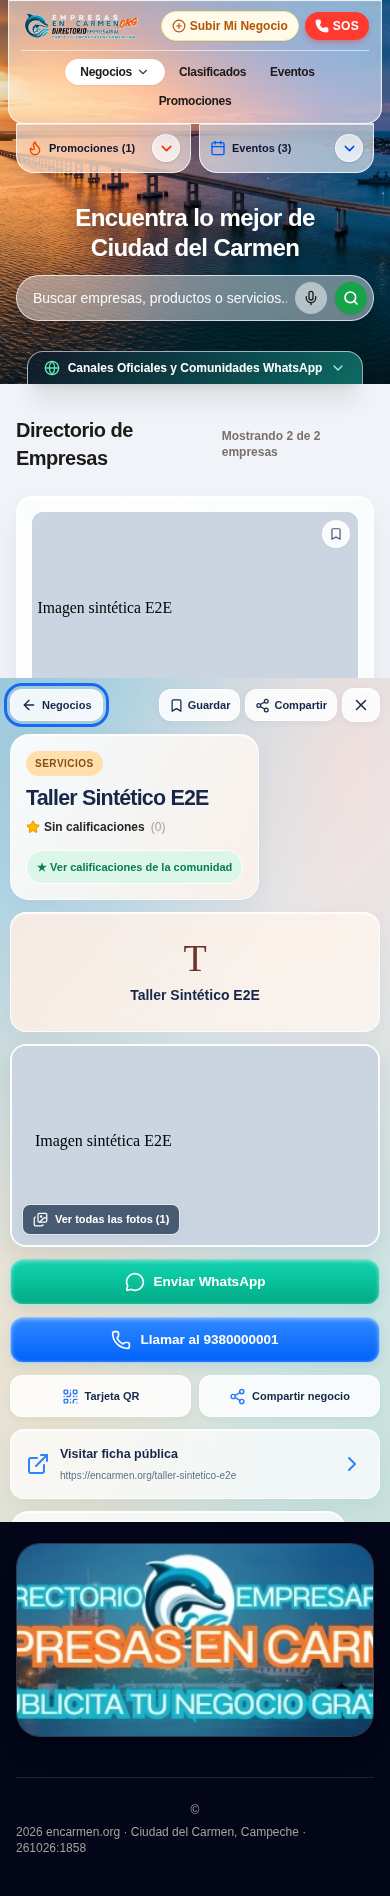 EMPRESAS
EN CARMEN.ORG
DIRECTORIO EMPRESARIAL
Subir Mi Negocio
SOS
Negocios
Clasificados
Eventos
Promociones
Promociones (1)
Eventos (3)
Encuentra lo mejor de
Ciudad del Carmen
Buscar empresas, productos o servicios..
Canales Oficiales y Comunidades WhatsApp
Directorio de
Empresas
Mostrando 2 de 2
empresas
Imagen sintética E2E
Negocios
Guardar
Compartir
SERVICIOS
Taller Sintético E2E
Sin calificaciones (0)
★ Ver calificaciones de la comunidad
T
Taller Sintético E2E
Imagen sintética E2E
Ver todas las fotos (1)
Enviar WhatsApp
Llamar al 9380000001
Tarjeta QR
Compartir negocio
Visitar ficha pública
https://encarmen.org/taller-sintetico-e2e
RECTORIO EMPRESAR
PRESAS EN CARM
UBLICITA TU NEGOCIO GRAT
©
2026 encarmen.org · Ciudad del Carmen, Campeche ·
261026:1858